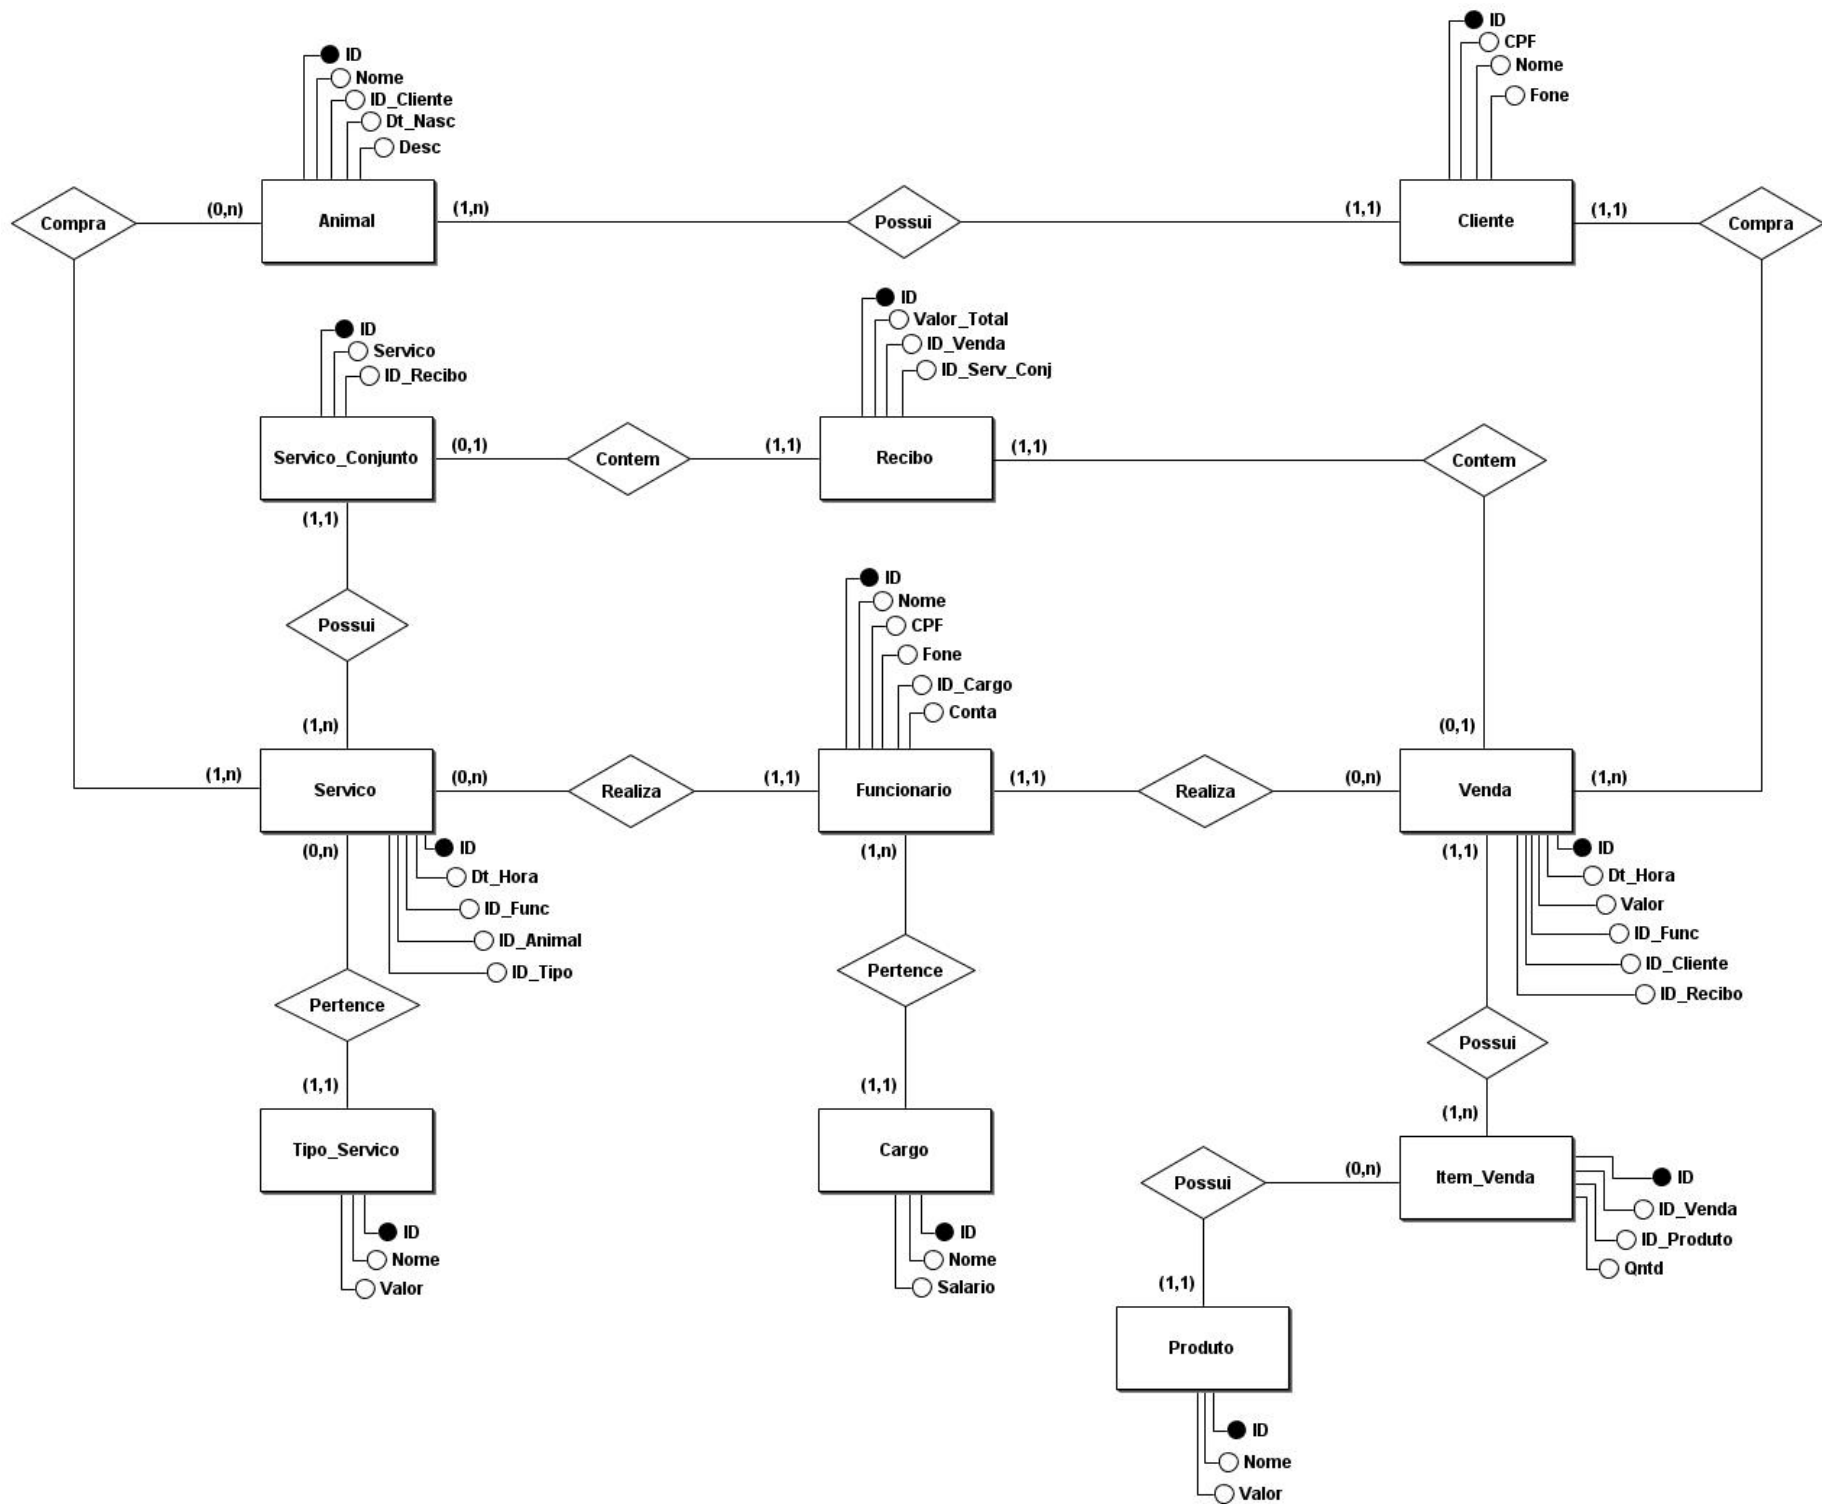 ID
CPF
Nome
Fone
ID
Nome
ID_Cliente
Dt_Nasc
Desc
Compra
(0,n)
Animal
(1,n)
Possui
(1,1)
Cliente
(1,1)
Compra
ID
Servico
ID_Recibo
ID
Valor_Total
ID_Venda
ID_Serv_Conj
Servico_Conjunto
(0,1)
Contem
(1,1)
Recibo
(1,1)
Contem
(1,1)
Possui
(1,n)
ID
Nome
CPF
Fone
ID_Cargo
Conta
(0,1)
(1,n)
Servico
(0,n)
Realiza
(1,1)
Funcionario
(1,1)
Realiza
(0,n)
Venda
(1,n)
(0,n)
ID
Dt_Hora
ID_Func
ID_Animal
ID_Tipo
(1,n)
(1,1)
ID
Dt_Hora
Valor
ID_Func
ID_Cliente
ID_Recibo
Pertence
Pertence
Possui
(1,1)
(1,1)
(1,n)
Tipo_Servico
Cargo
Possui
(0,n)
Item_Venda
ID
ID_Venda
ID_Produto
Qntd
ID
Nome
Valor
ID
Nome
Salario
(1,1)
Produto
ID
Nome
Valor